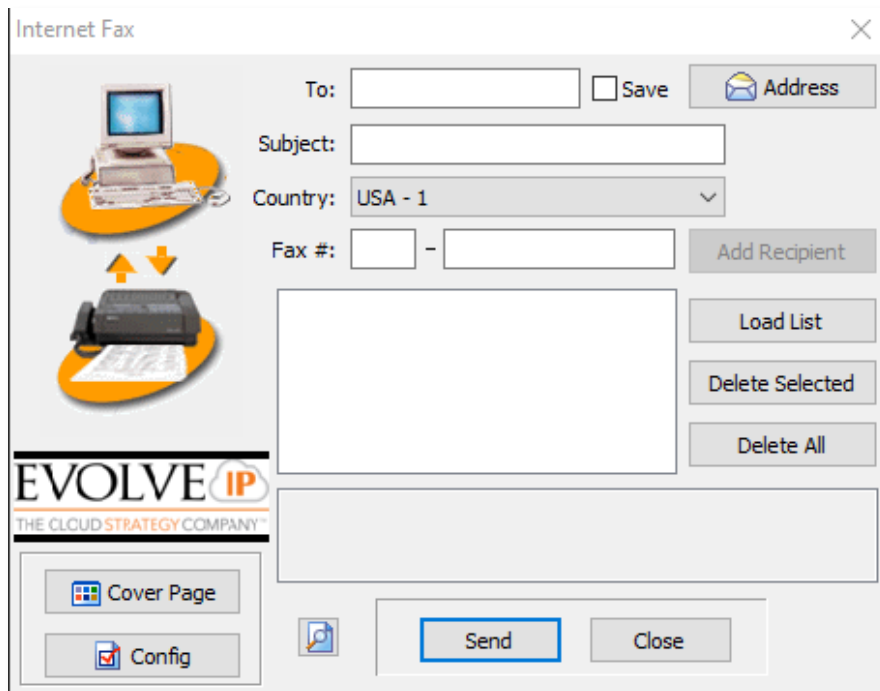 Internet Fax
To:
Save
Address
Subject:
Country: USA - 1
Fax #: -
Add Recipient
Load List
Delete Selected
Delete All
EVOLVE IP
THE CLOUD STRATEGY COMPANY™
Cover Page
Config
Send
Close